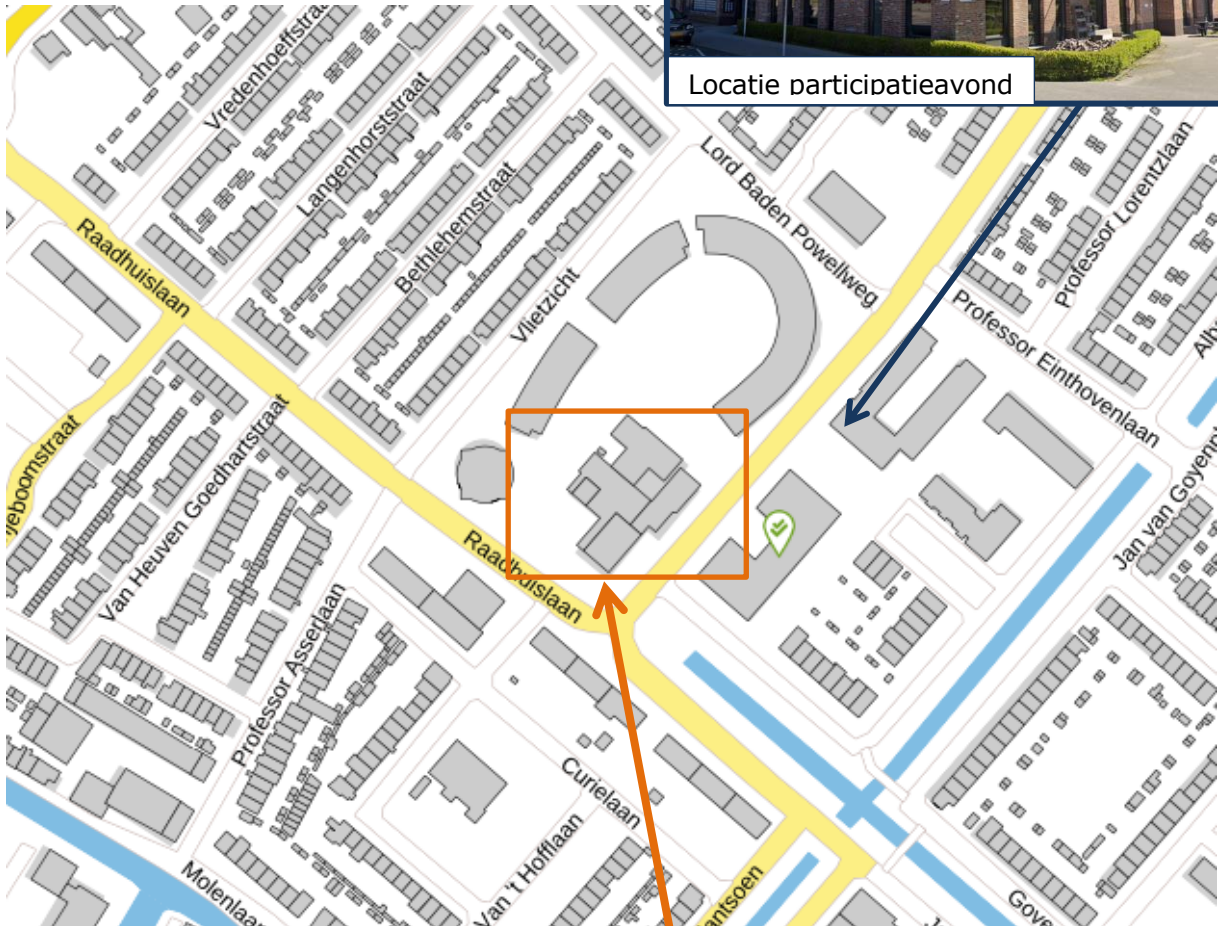 Locatie participatieavond
Vredenhoeffstraat
Langenhorststraat
Bethlehemstraat
Vlietzicht
Lord Baden Powellweg
Professor Lorentzlaan
Raadhuislaan
Professor Einthovenlaan
Van Heuven Goedhartstraat
Jan van Goyen
Raadhuislaan
Professor Asserlaan
Curielaan
Van 't Hofflaan
Molenlaan